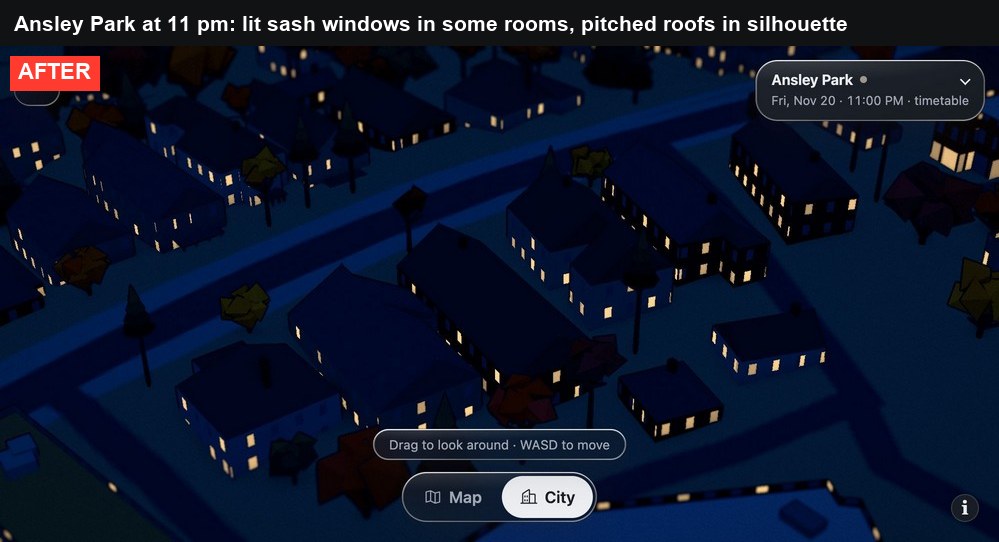 Ansley Park at 11 pm: lit sash windows in some rooms, pitched roofs in silhouette
AFTER
Ansley Park
Fri, Nov 20 · 11:00 PM · timetable
Drag to look around · WASD to move
Map
City
i